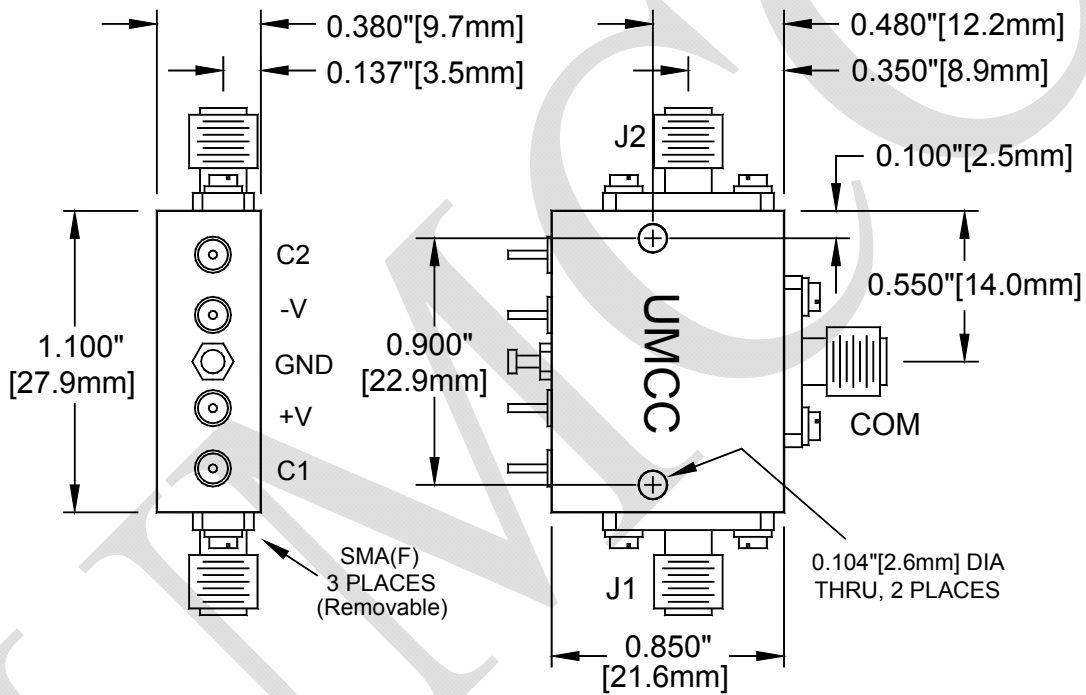 0.380"[9.7mm]
0.137"[3.5mm]
0.480"[12.2mm]
0.350"[8.9mm]
J2
0.100"[2.5mm]
C2
-V
GND
+V
C1
1.100"
[27.9mm]
0.900"
[22.9mm]
UMCC
0.550"[14.0mm]
COM
SMA(F)
3 PLACES
(Removable)
J1
0.104"[2.6mm] DIA
THRU, 2 PLACES
0.850"
[21.6mm]